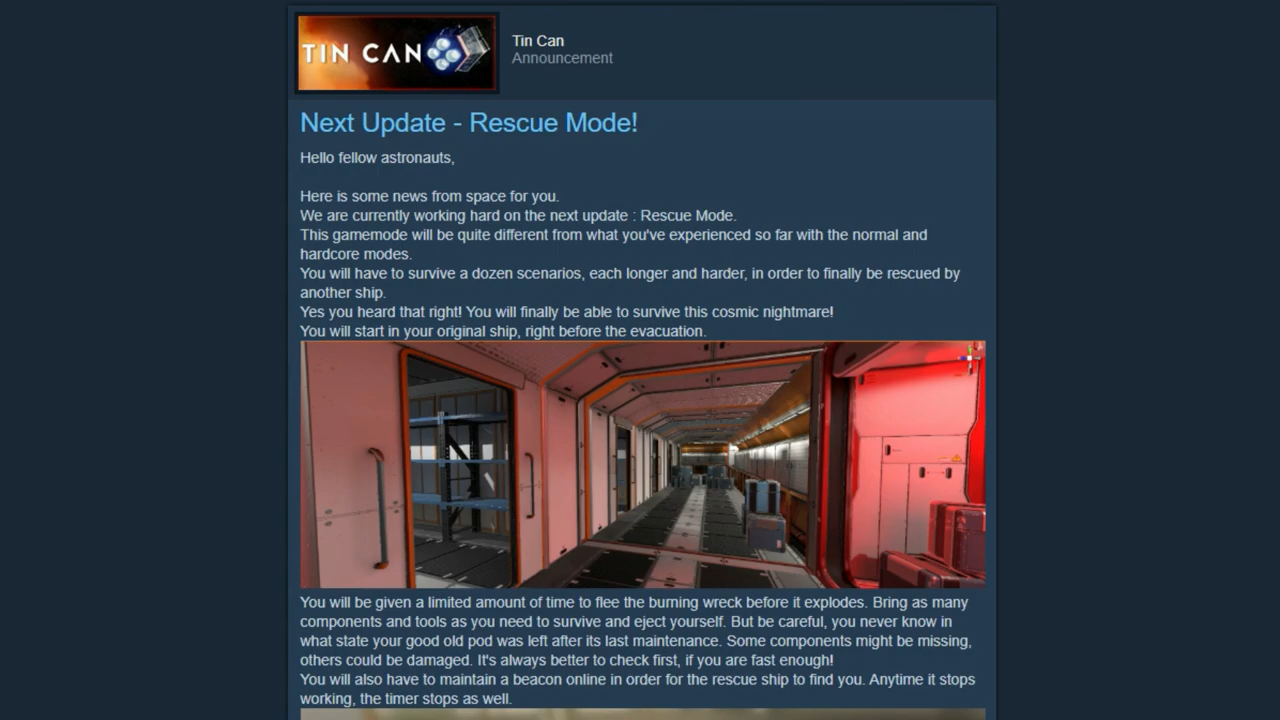 TIN CAN
Tin Can
Announcement
Next Update - Rescue Mode!
Hello fellow astronauts,
Here is some news from space for you.
We are currently working hard on the next update : Rescue Mode.
This gamemode will be quite different from what you've experienced so far with the normal and
hardcore modes.
You will have to survive a dozen scenarios, each longer and harder, in order to finally be rescued by
another ship.
Yes you heard that right! You will finally be able to survive this cosmic nightmare!
You will start in your original ship, right before the evacuation.
You will be given a limited amount of time to flee the burning wreck before it explodes. Bring as many
components and tools as you need to survive and eject yourself. But be careful, you never know in
what state your good old pod was left after its last maintenance. Some components might be missing,
others could be damaged. It's always better to check first, if you are fast enough!
You will also have to maintain a beacon online in order for the rescue ship to find you. Anytime it stops
working, the timer stops as well.